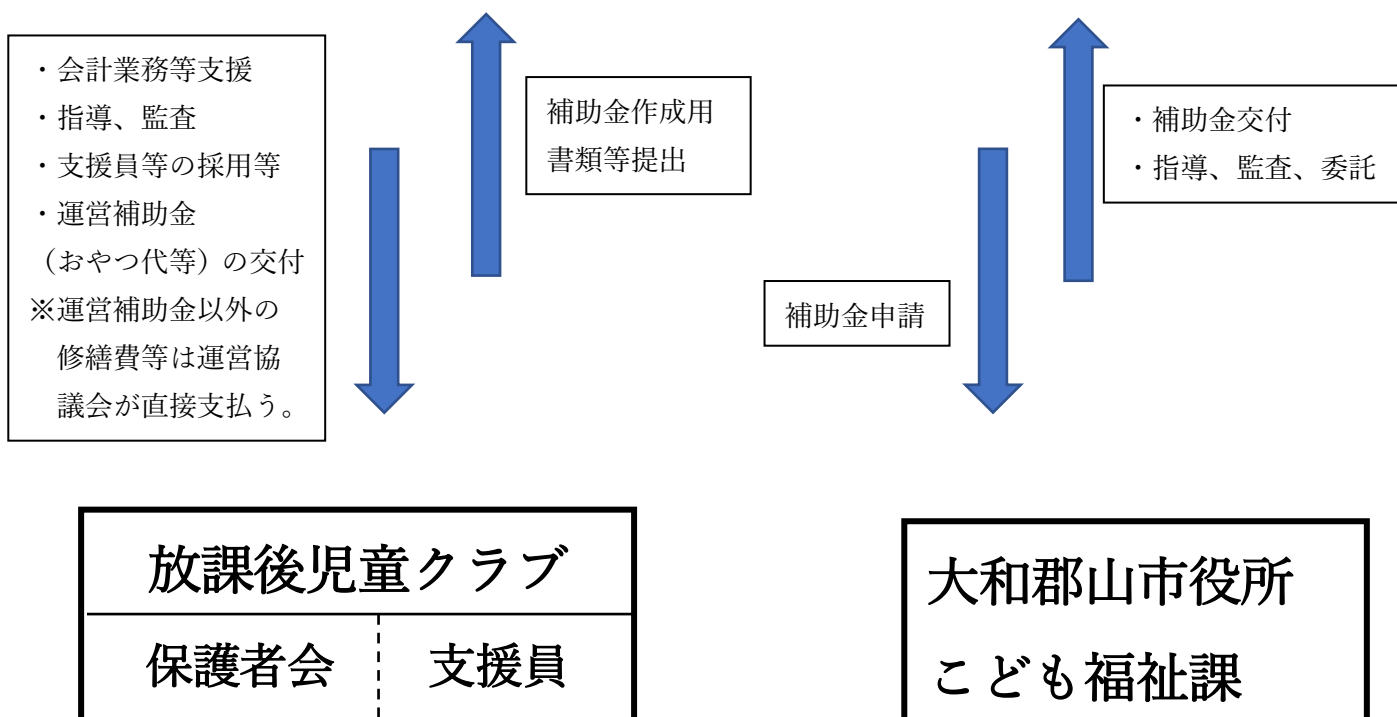 ・会計業務等支援
・指導、監査
・支援員等の採用等
・運営補助金
（おやつ代等）の交付
※運営補助金以外の
修繕費等は運営協
議会が直接支払う。
補助金作成用
書類等提出
補助金申請
・補助金交付
・指導、監査、委託
放課後児童クラブ
保護者会
支援員
大和郡山市役所
こども福祉課